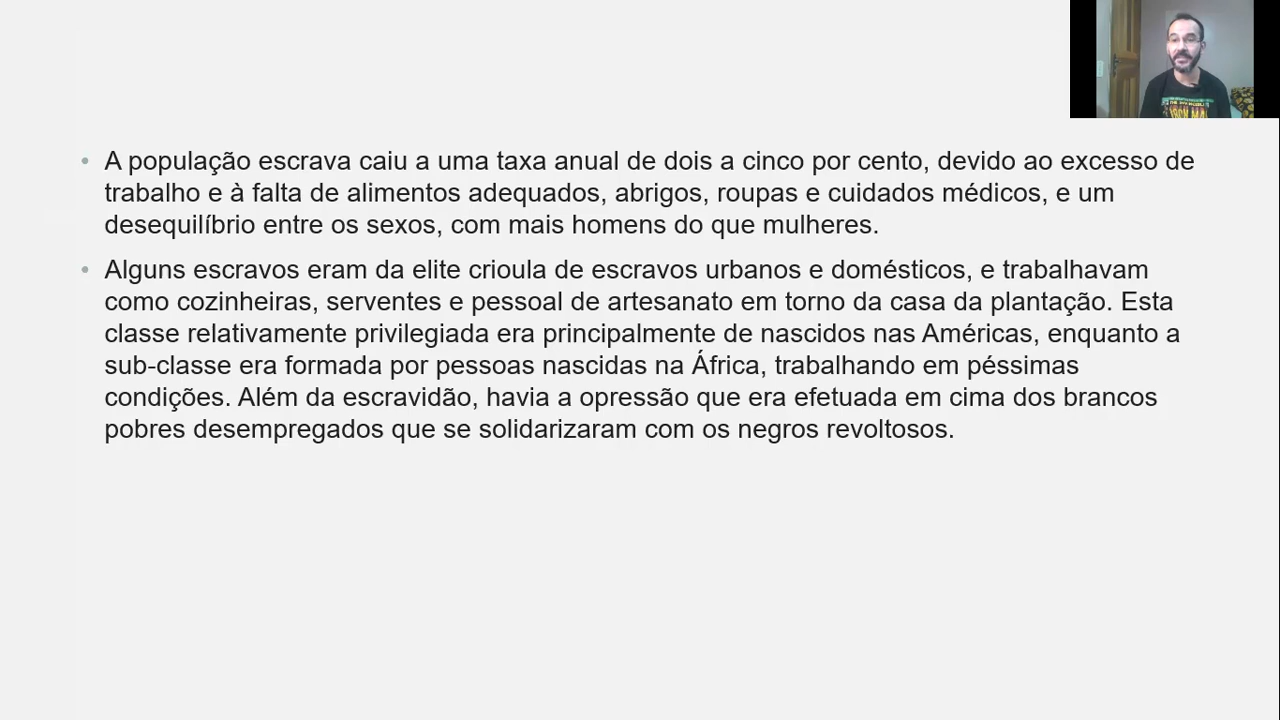 A população escrava caiu a uma taxa anual de dois a cinco por cento, devido ao excesso de
trabalho e à falta de alimentos adequados, abrigos, roupas e cuidados médicos, e um
desequilíbrio entre os sexos, com mais homens do que mulheres.
Alguns escravos eram da elite crioula de escravos urbanos e domésticos, e trabalhavam
como cozinheiras, serventes e pessoal de artesanato em torno da casa da plantação. Esta
classe relativamente privilegiada era principalmente de nascidos nas Américas, enquanto a
sub-classe era formada por pessoas nascidas na África, trabalhando em péssimas
condições. Além da escravidão, havia a opressão que era efetuada em cima dos brancos
pobres desempregados que se solidarizaram com os negros revoltosos.